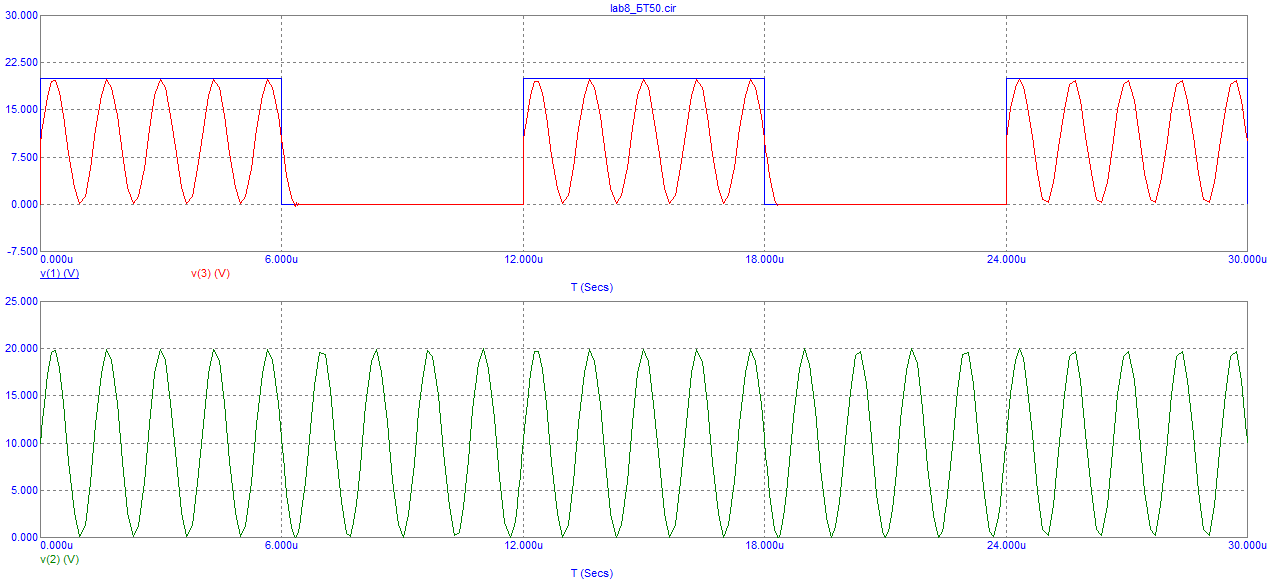 lab8_БТ50.cir
30.000
22.500
15.000
7.500
0.000
-7.500
0.000u 6.000u 12.000u 18.000u 24.000u 30.000u
v(1) (V) v(3) (V)
T (Secs)
25.000
20.000
15.000
10.000
5.000
0.000
0.000u 6.000u 12.000u 18.000u 24.000u 30.000u
v(2) (V)
T (Secs)